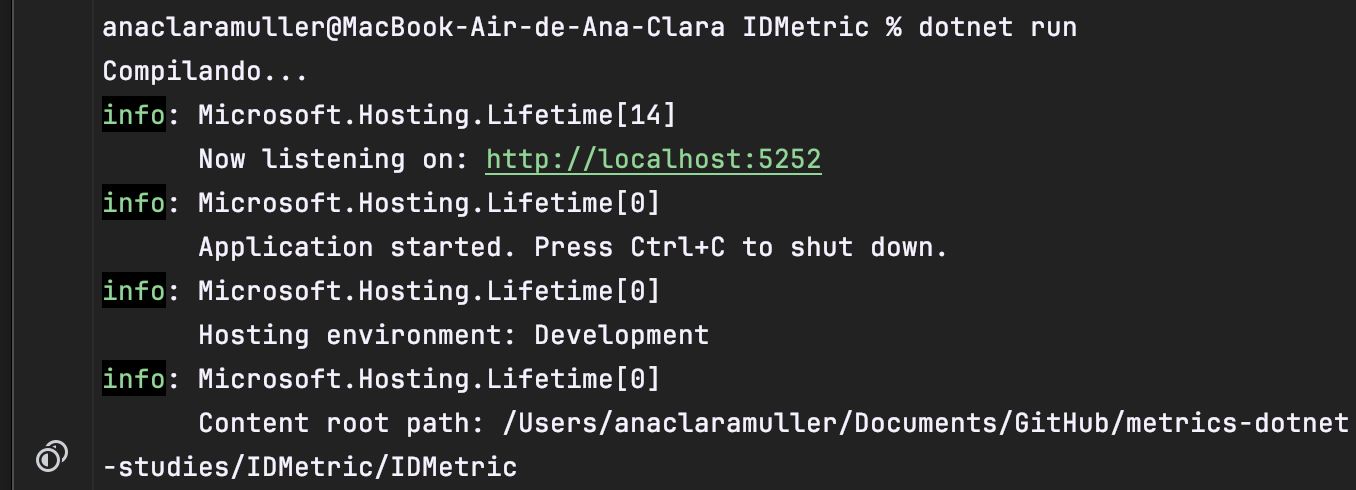 anaclaramuller@MacBook-Air-de-Ana-Clara IDMetric % dotnet run
Compilando...
info: Microsoft.Hosting.Lifetime[14]
      Now listening on: http://localhost:5252
info: Microsoft.Hosting.Lifetime[0]
      Application started. Press Ctrl+C to shut down.
info: Microsoft.Hosting.Lifetime[0]
      Hosting environment: Development
info: Microsoft.Hosting.Lifetime[0]
      Content root path: /Users/anaclaramuller/Documents/GitHub/metrics-dotnet
-studies/IDMetric/IDMetric